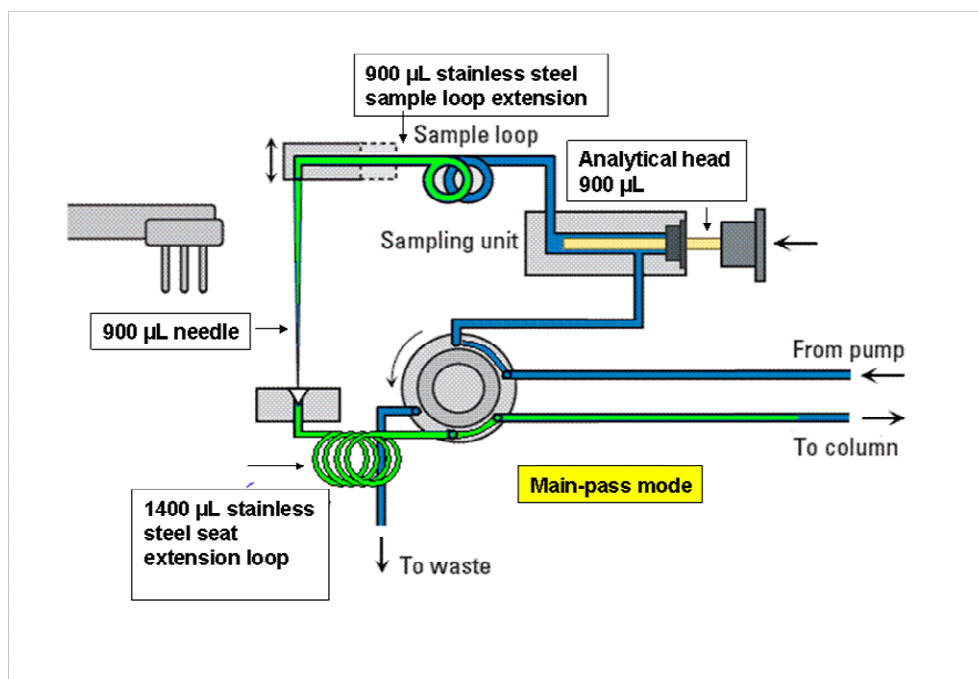 900 µL stainless steel
sample loop extension
Sample loop
Analytical head
900 µL
Sampling unit
900 µL needle
From pump
To column
Main-pass mode
1400 µL stainless
steel seat
extension loop
To waste